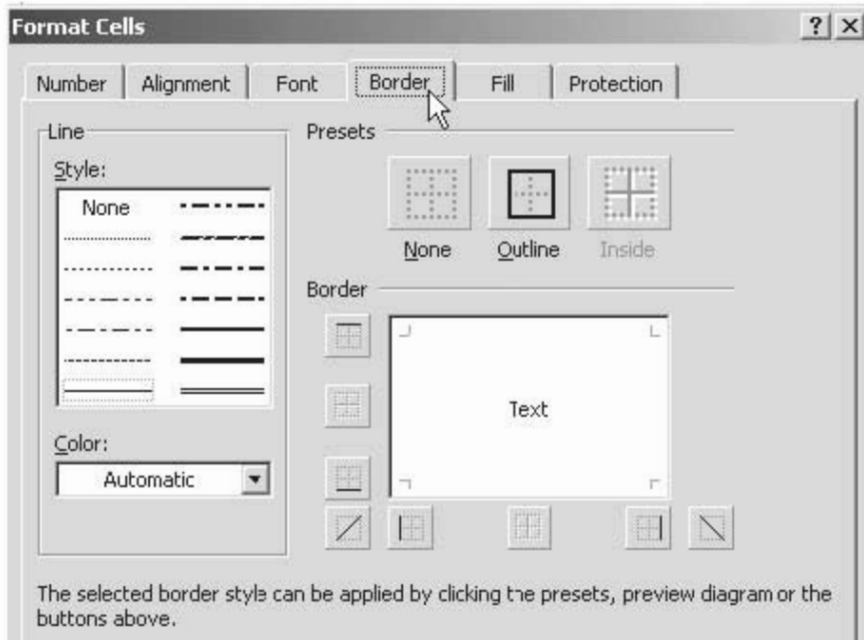 Format Cells
Number Alignment Font Border Fill Protection
Line
Style:
None
Color:
Automatic
Presets
None Outline Inside
Border
Text
The selected border style can be applied by clicking the presets, preview diagram or the
buttons above.